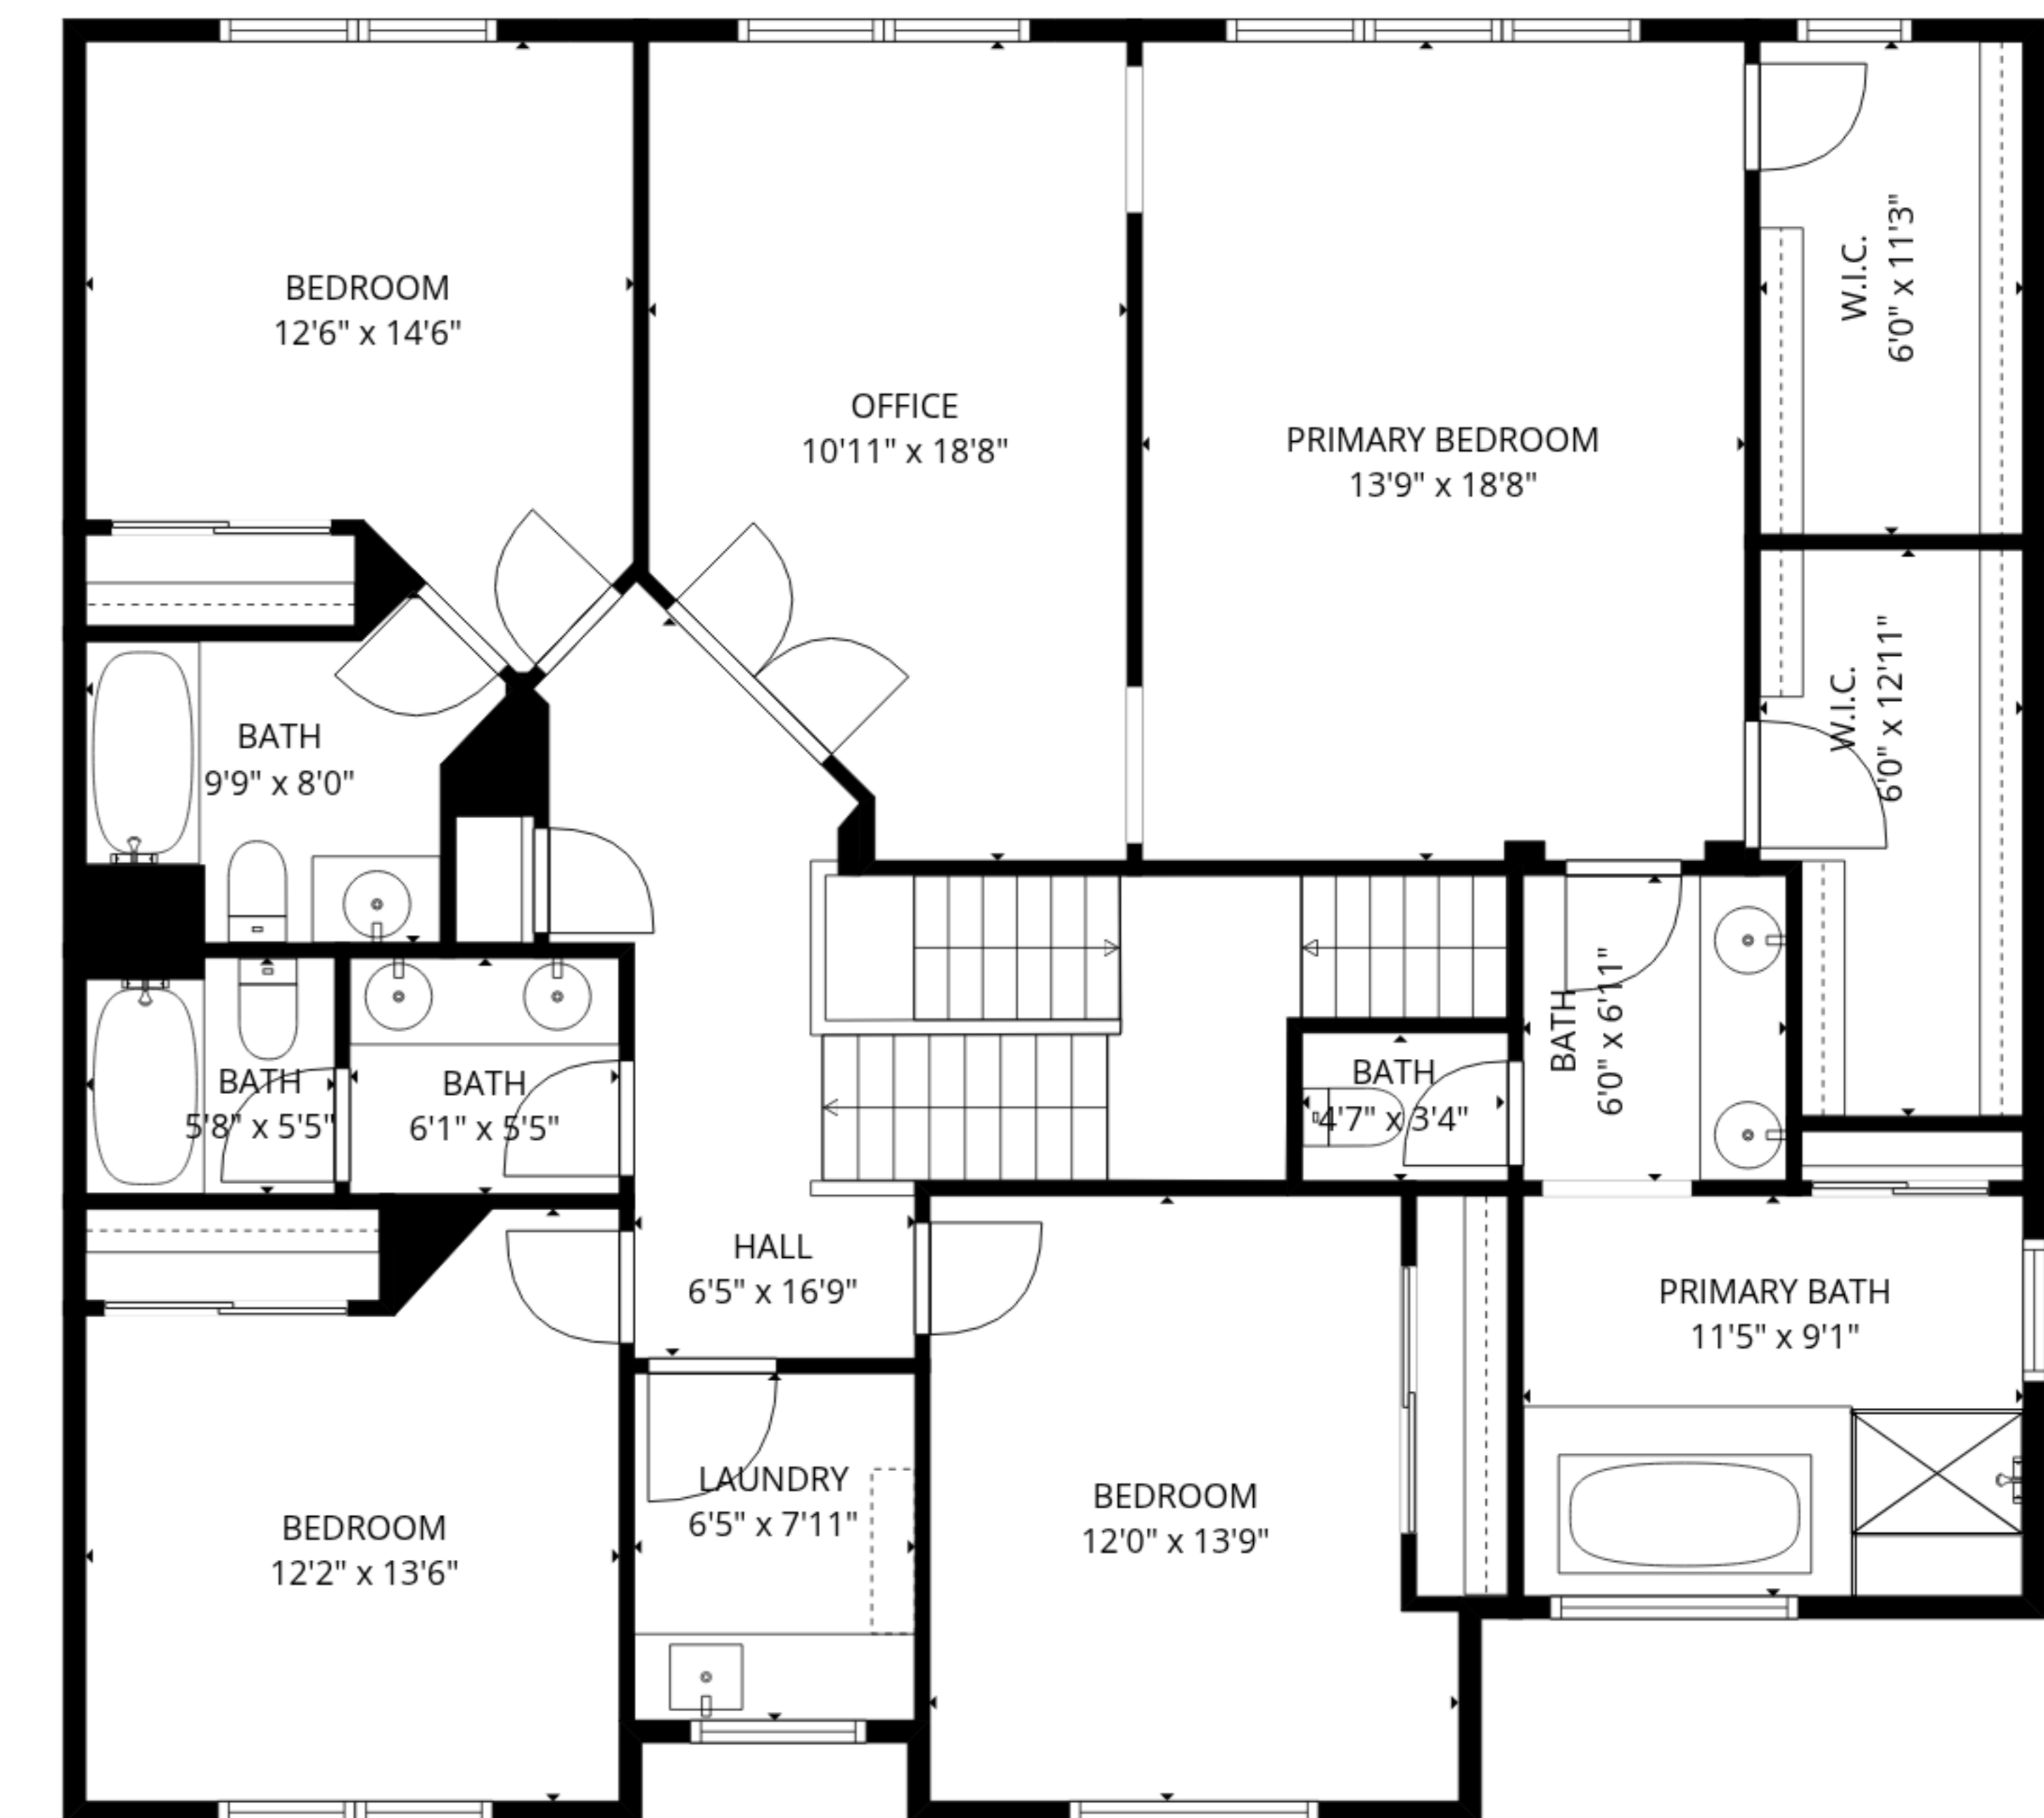 BEDROOM
12'6" x 14'6"
OFFICE
10'11" x 18'8"
PRIMARY BEDROOM
13'9" x 18'8"
W.I.C.
6'0" x 11'3"
W.I.C.
6'0" x 12'11"
BATH
9'9" x 8'0"
BATH
5'8" x 5'5"
BATH
6'1" x 5'5"
BATH
4'7" x 3'4"
BATH
6'0" x 6'11"
HALL
6'5" x 16'9"
PRIMARY BATH
11'5" x 9'1"
LAUNDRY
6'5" x 7'11"
BEDROOM
12'0" x 13'9"
BEDROOM
12'2" x 13'6"